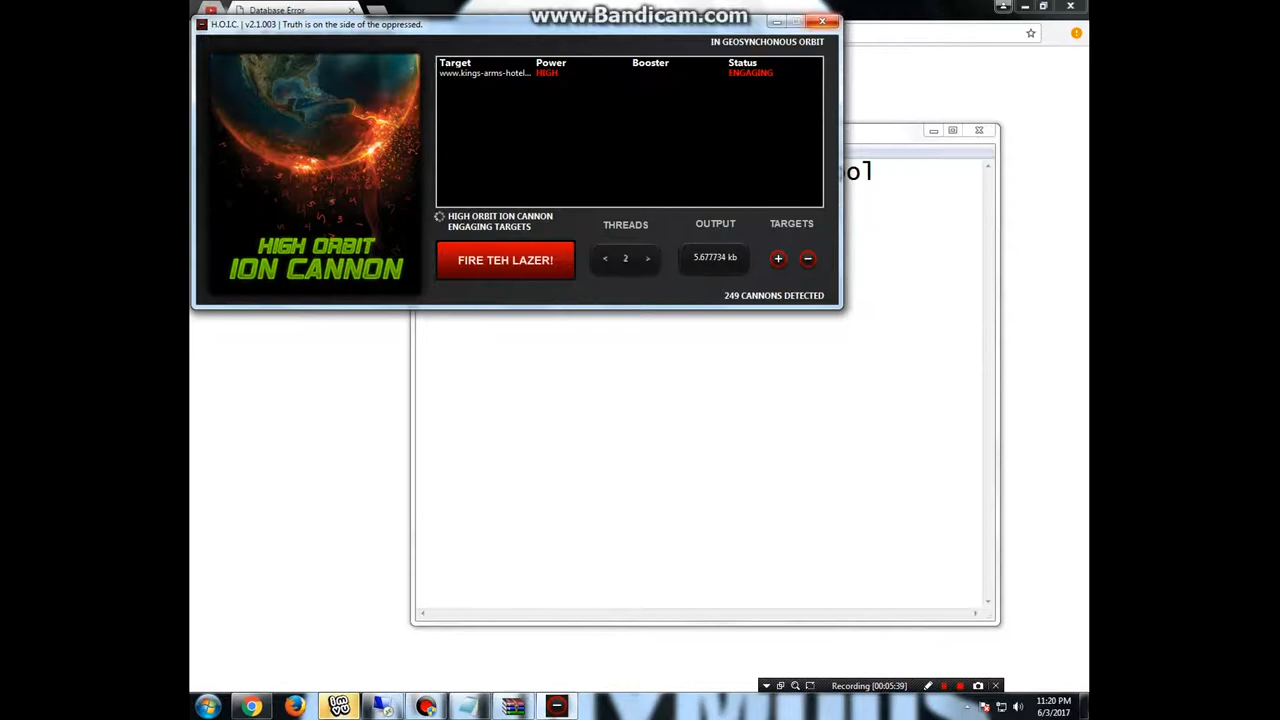 www.Bandicam.com
Database Error
H.O.I.C. | v2.1.003 | Truth is on the side of the oppressed.
IN GEOSYNCHONOUS ORBIT
Target Power Booster Status
www.kings-arms-hotel... HIGH ENGAGING
ool
HIGH ORBIT ION CANNON
ENGAGING TARGETS
THREADS OUTPUT TARGETS
HIGH ORBIT
ION CANNON
FIRE TEH LAZER!
< 2 >
5.677734 kb
249 CANNONS DETECTED
Recording [00:05:39]
11:20 PM
6/3/2017